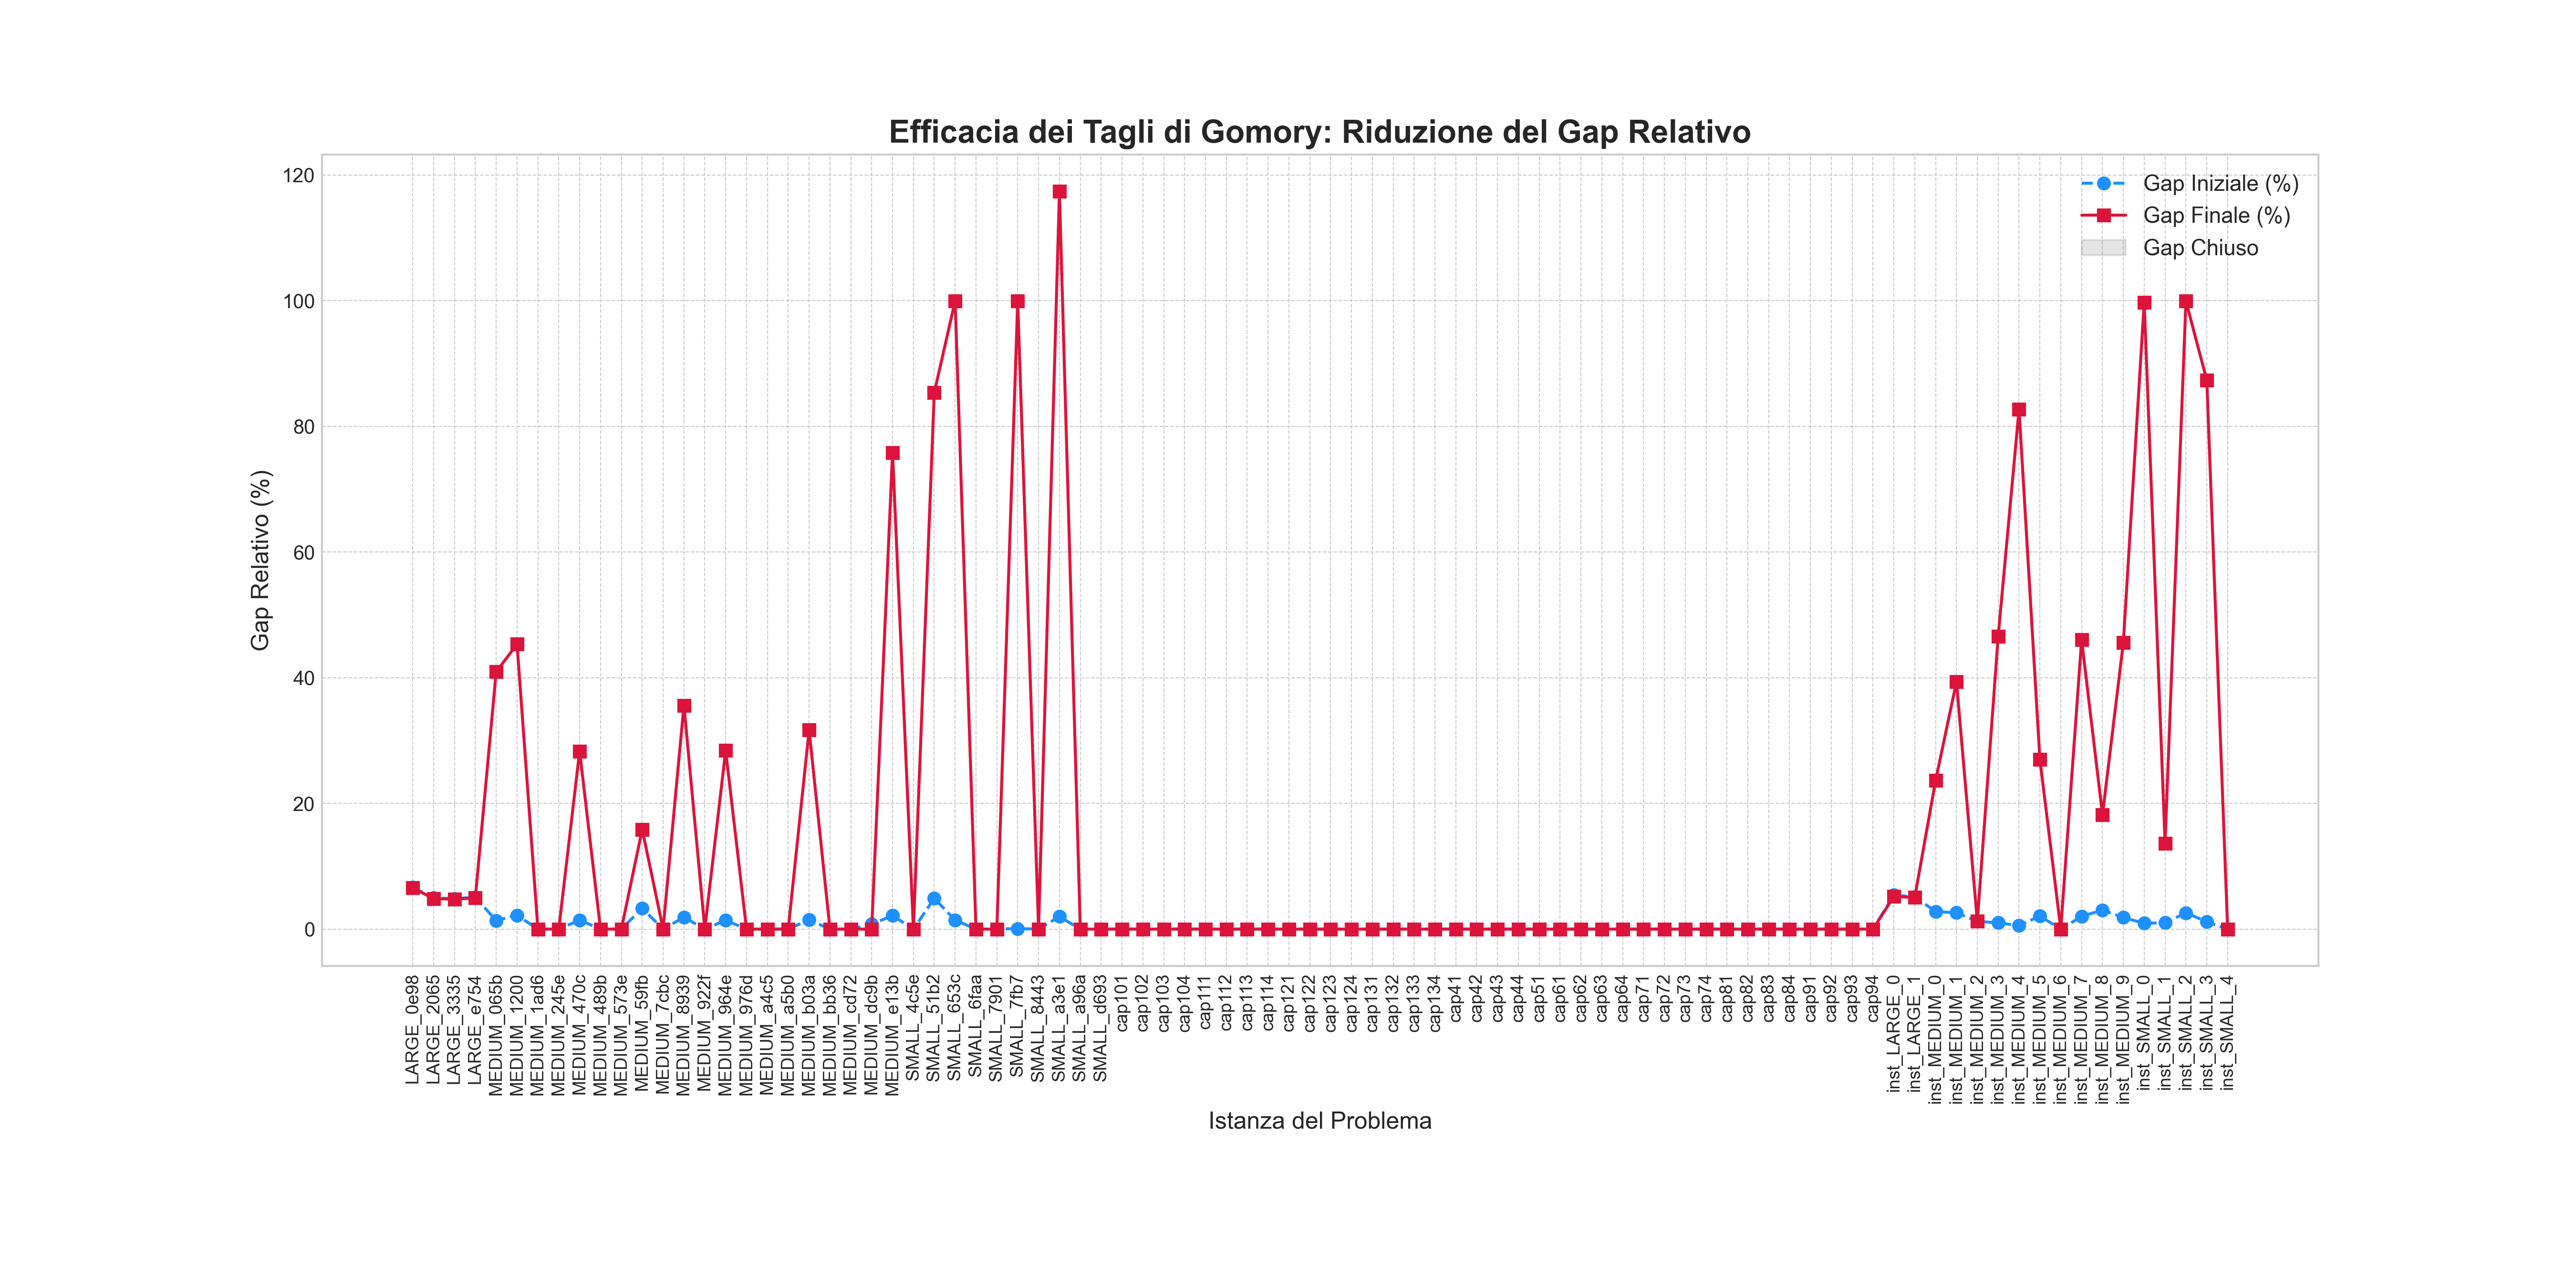 Efficacia dei Tagli di Gomory: Riduzione del Gap Relativo
Gap Iniziale (%)
Gap Finale (%)
Gap Chiuso
Gap Relativo (%)
120
100
80
60
40
20
0
LARGE_0e98
LARGE_2065
LARGE_3335
LARGE_e754
MEDIUM_065b
MEDIUM_1200
MEDIUM_1ad6
MEDIUM_245e
MEDIUM_470c
MEDIUM_489b
MEDIUM_573e
MEDIUM_59fb
MEDIUM_7cbc
MEDIUM_8939
MEDIUM_922f
MEDIUM_964e
MEDIUM_976d
MEDIUM_a4c5
MEDIUM_a5b0
MEDIUM_b03a
MEDIUM_bb36
MEDIUM_cd72
MEDIUM_dc9b
MEDIUM_e13b
SMALL_4c5e
SMALL_51b2
SMALL_653c
SMALL_6faa
SMALL_7901
SMALL_7fb7
SMALL_8443
SMALL_a3e1
SMALL_a96a
SMALL_d693
cap101
cap102
cap103
cap104
cap111
cap112
cap113
cap114
cap121
cap122
cap123
cap124
cap131
cap132
cap133
cap134
cap41
cap42
cap43
cap44
cap51
cap61
cap62
cap63
cap64
cap71
cap72
cap73
cap74
cap81
cap82
cap83
cap84
cap91
cap92
cap93
cap94
inst_LARGE_0
inst_LARGE_1
inst_MEDIUM_0
inst_MEDIUM_1
inst_MEDIUM_2
inst_MEDIUM_3
inst_MEDIUM_4
inst_MEDIUM_5
inst_MEDIUM_6
inst_MEDIUM_7
inst_MEDIUM_8
inst_MEDIUM_9
inst_SMALL_0
inst_SMALL_1
inst_SMALL_2
inst_SMALL_3
inst_SMALL_4
Istanza del Problema